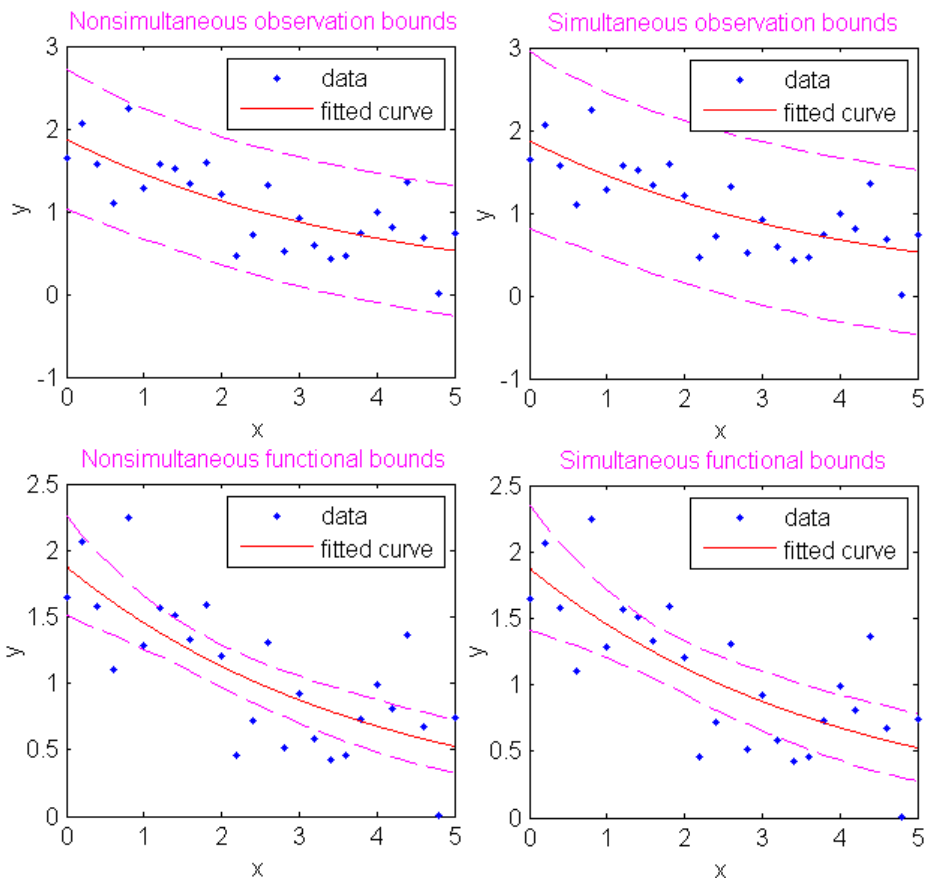 Nonsimultaneous observation bounds
3
2
1
0
-1
y
data
fitted curve
0 1 2 3 4 5
x
Simultaneous observation bounds
3
2
1
0
-1
y
data
fitted curve
0 1 2 3 4 5
x
Nonsimultaneous functional bounds
2.5
2
1.5
1
0.5
0
y
data
fitted curve
0 1 2 3 4 5
x
Simultaneous functional bounds
2.5
2
1.5
1
0.5
0
y
data
fitted curve
0 1 2 3 4 5
x